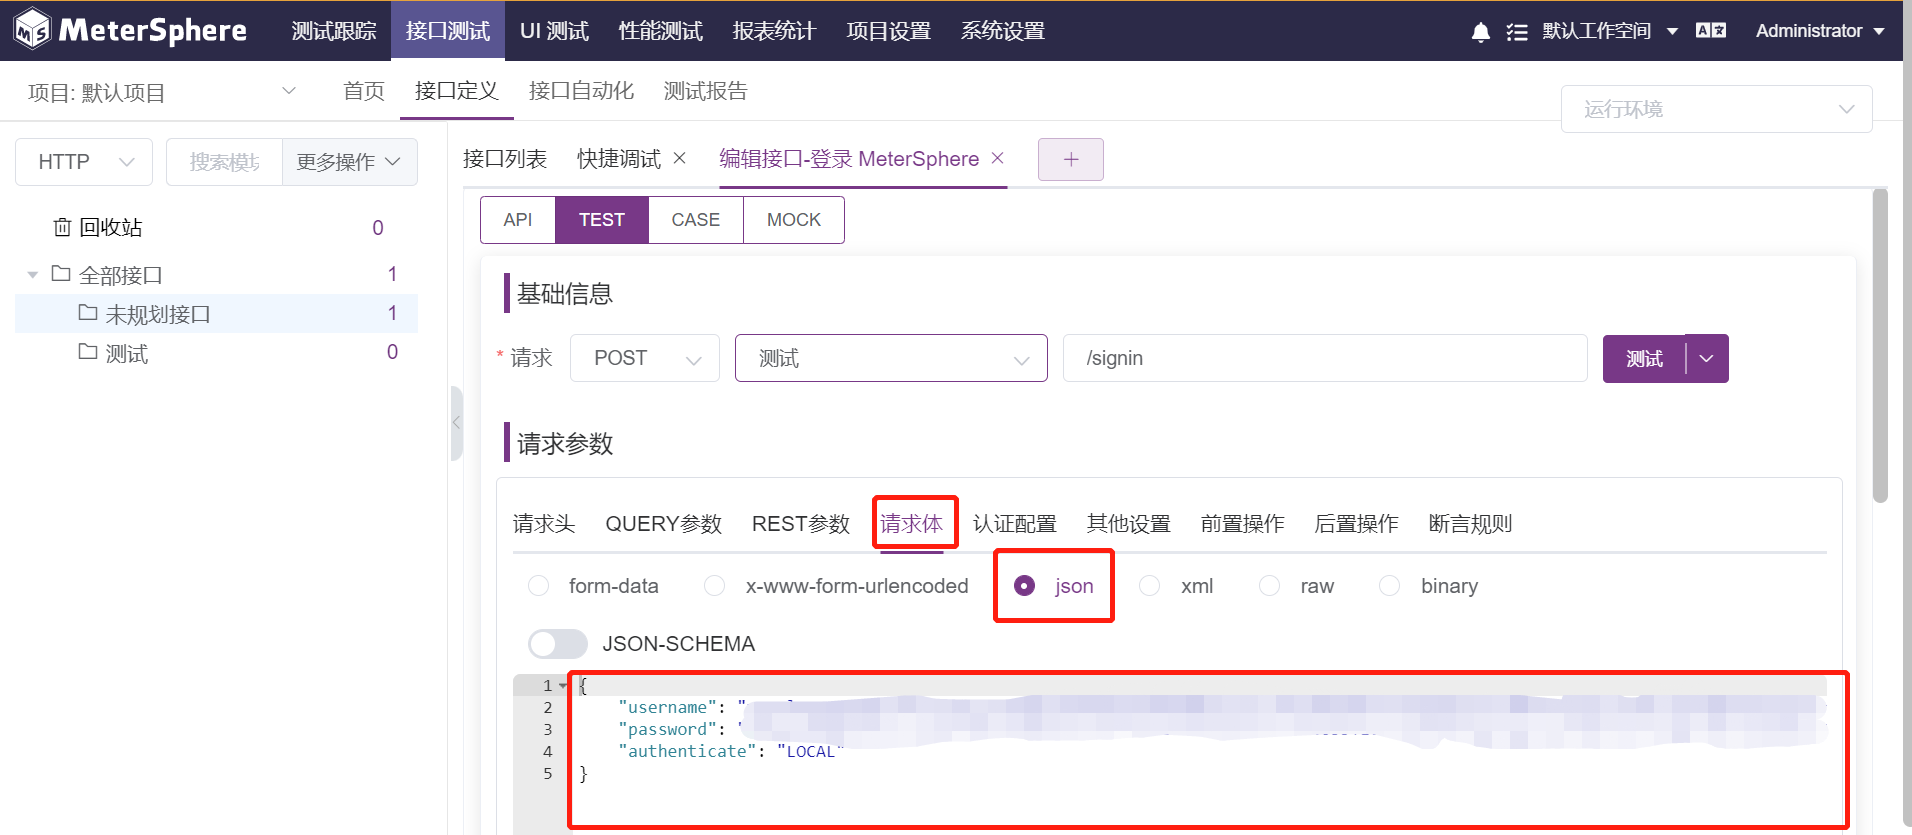 MeterSphere 测试跟踪 接口测试 UI 测试 性能测试 报表统计 项目设置 系统设置 默认工作空间 Administrator
项目: 默认项目 首页 接口定义 接口自动化 测试报告
运行环境
HTTP 搜索模块 更多操作
接口列表 快捷调试 × 编辑接口-登录 MeterSphere × +
回收站 0
全部接口 1
未规划接口 1
测试 0
API TEST CASE MOCK
基础信息
* 请求 POST 测试 /signin 测试
请求参数
请求头 QUERY参数 REST参数 请求体 认证配置 其他设置 前置操作 后置操作 断言规则
form-data x-www-form-urlencoded json xml raw binary
JSON-SCHEMA
1 {
2 "username": "
3 "password": "
4 "authenticate": "LOCAL"
5 }